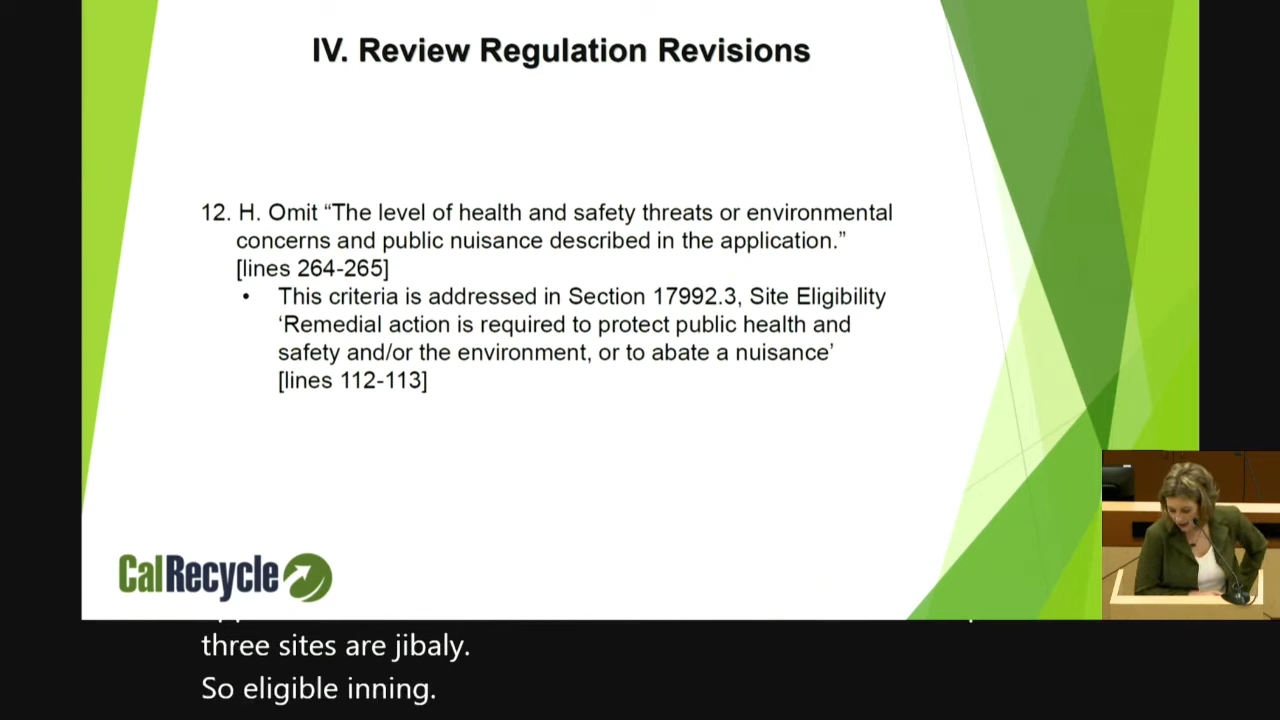 IV. Review Regulation Revisions
12. H. Omit “The level of health and safety threats or environmental
concerns and public nuisance described in the application.”
[lines 264-265]
• This criteria is addressed in Section 17992.3, Site Eligibility
‘Remedial action is required to protect public health and
safety and/or the environment, or to abate a nuisance’
[lines 112-113]
CalRecycle
three sites are jibaly.
So eligible inning.